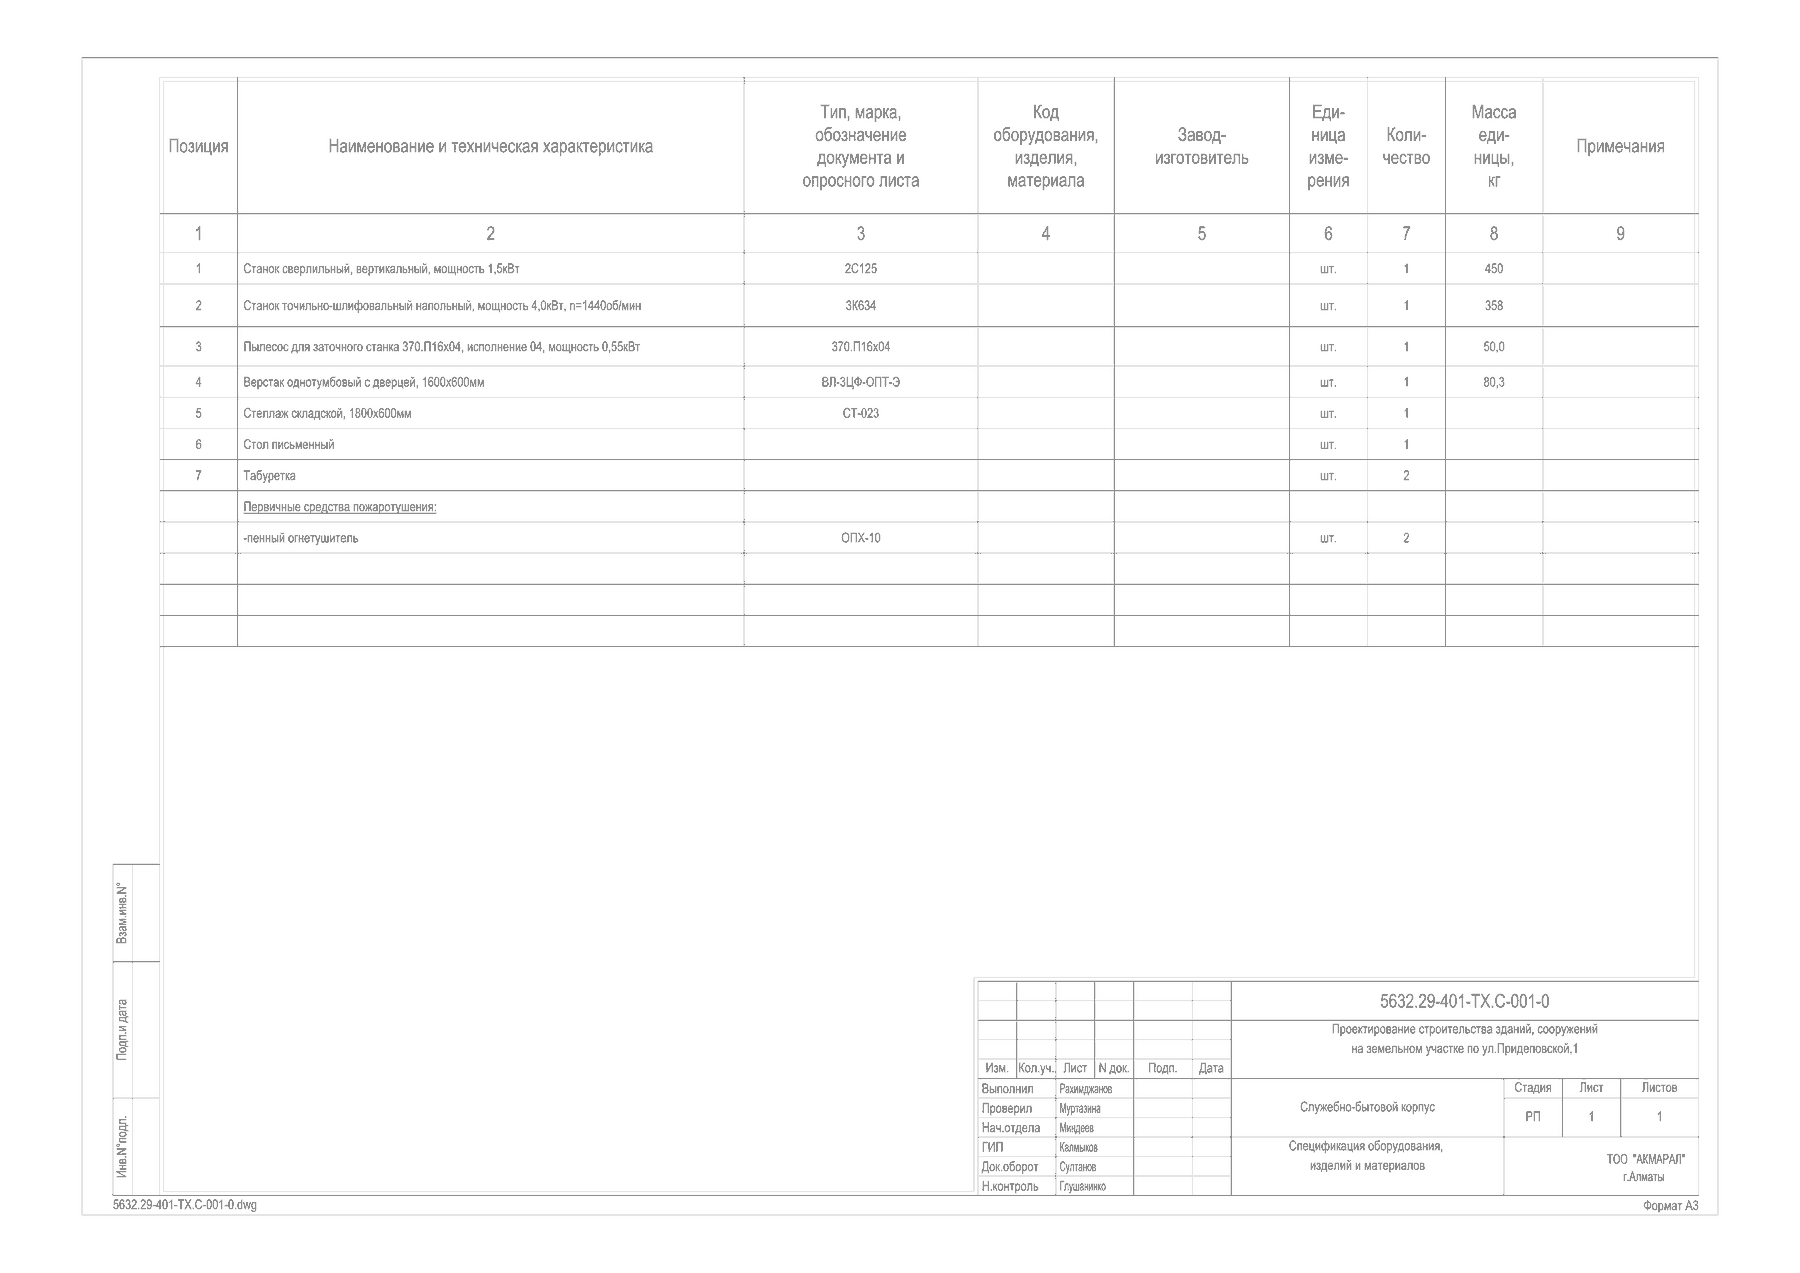 Позиция
Наименование и техническая характеристика
Тип, марка,
обозначение
документа и
опросного листа
Код
оборудования,
изделия,
материала
Завод-
изготовитель
Еди-
ница
изме-
рения
Коли-
чество
Масса
еди-
ницы,
кг
Примечания
1 2 3 4 5 6 7 8 9
1 Станок сверлильный, вертикальный, мощность 1,5кВт 2С125 шт. 1 450
2 Станок точильно-шлифовальный напольный, мощность 4,0кВт, n=1440об/мин 3К634 шт. 1 358
3 Пылесос для заточного станка 370.П16х04, исполнение 04, мощность 0,55кВт 370.П16х04 шт. 1 50,0
4 Верстак однотумбовый с дверцей, 1600х600мм ВЛ-3ЦФ-ОПТ-Э шт. 1 80,3
5 Стеллаж складской, 1800х600мм СТ-023 шт. 1
6 Стол письменный шт. 1
7 Табуретка шт. 2
Первичные средства пожаротушения:
-пенный огнетушитель ОПХ-10 шт. 2
Взам.инв.N°
Подп.и дата
Инв.N°подл.
5632.29-401-ТХ.С-001-0
Проектирование строительства зданий, сооружений
на земельном участке по ул.Придеповской,1
Изм. Кол.уч. Лист N док. Подп. Дата
Выполнил Рахимджанов
Проверил Муртазина
Нач.отдела Миндеев
ГИП Калмыков
Док.оборот Султанов
Н.контроль Глушанинко
Служебно-бытовой корпус
Стадия Лист Листов
РП 1 1
Спецификация оборудования,
изделий и материалов
ТОО "АКМАРАЛ"
г.Алматы
5632.29-401-ТХ.С-001-0.dwg
Формат А3